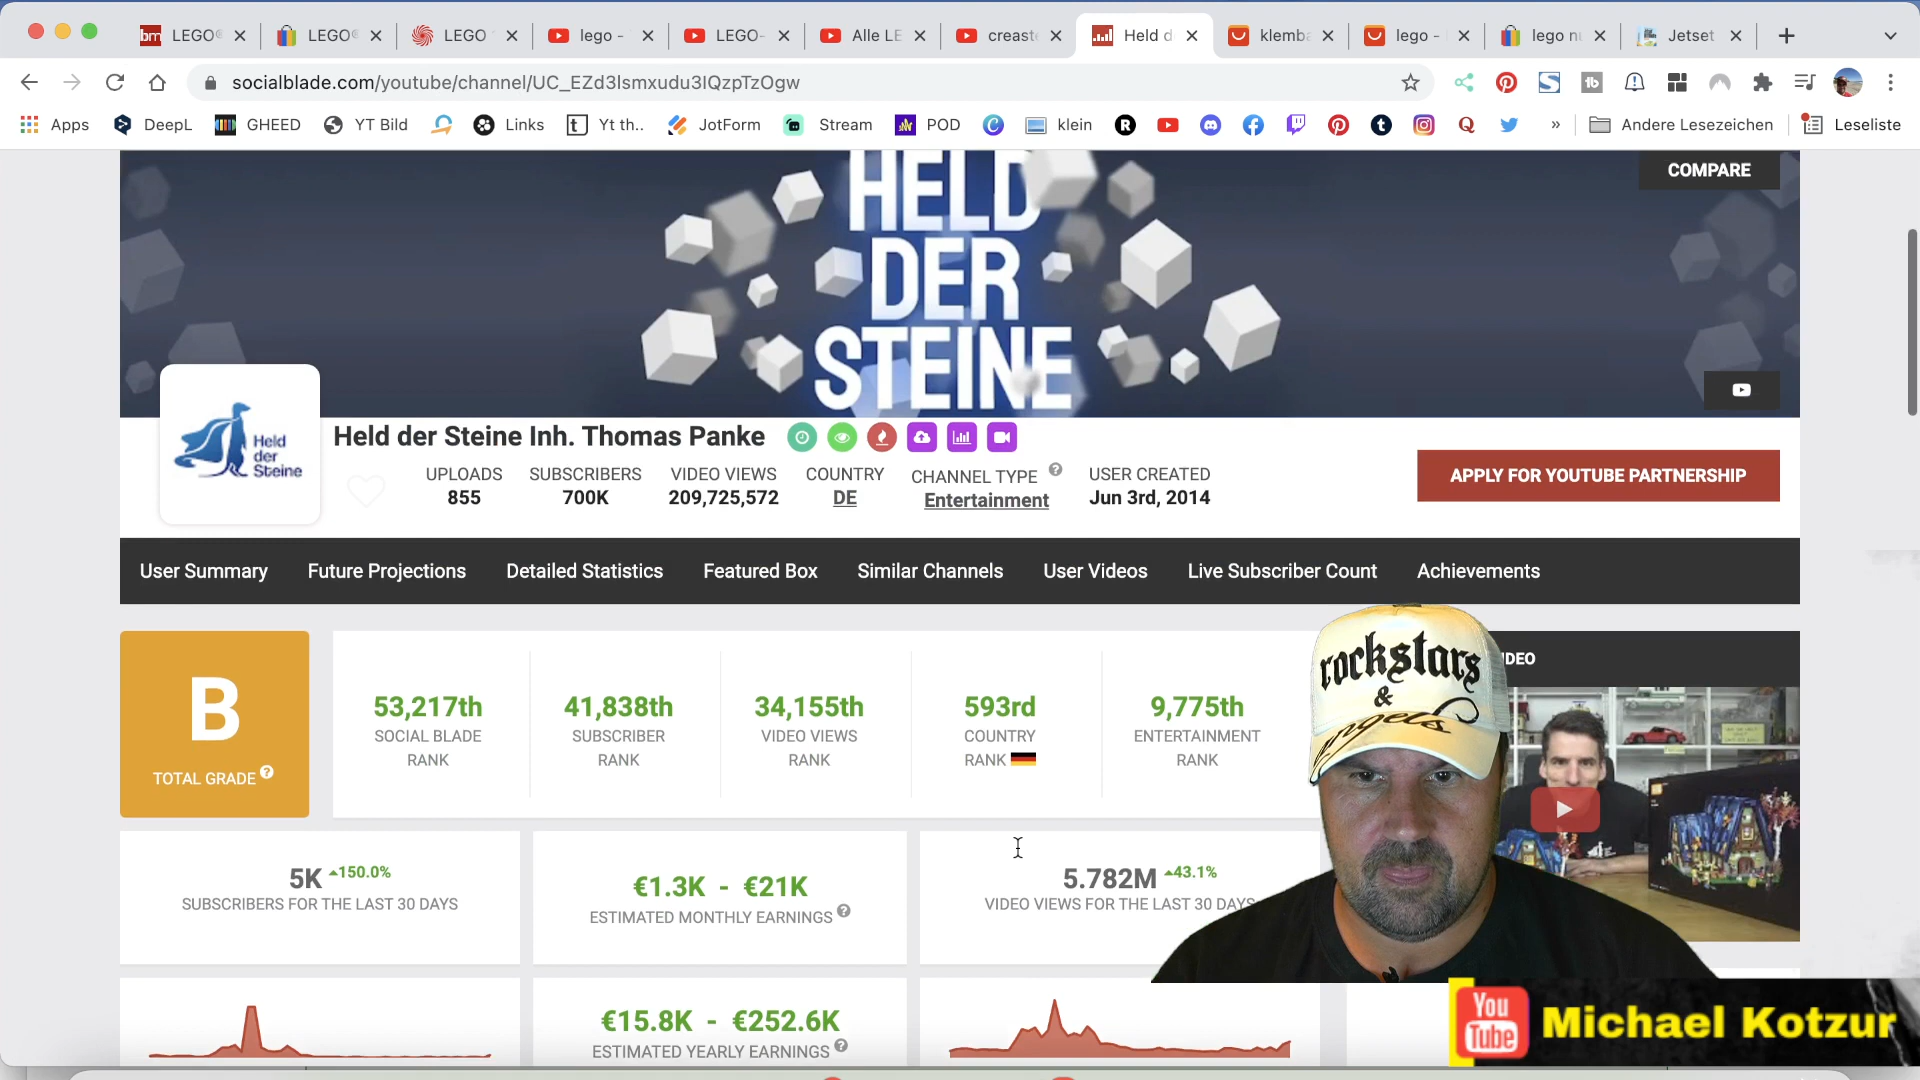 LEGO®
LEGO®
LEGO
lego -
LEGO-
Alle LE
creast
Held d
klemb
lego -
lego n
Jetset
socialblade.com/youtube/channel/UC_EZd3lsmxudu3lQzpTzOgw
Apps
DeepL
GHEED
YT Bild
Links
Yt th..
JotForm
Stream
POD
klein
»
Andere Lesezeichen
Leseliste
HELD
DER
STEINE
COMPARE
Held
der
Steine
Held der Steine Inh. Thomas Panke
UPLOADS
855
SUBSCRIBERS
700K
VIDEO VIEWS
209,725,572
COUNTRY
DE
CHANNEL TYPE
Entertainment
USER CREATED
Jun 3rd, 2014
APPLY FOR YOUTUBE PARTNERSHIP
User Summary
Future Projections
Detailed Statistics
Featured Box
Similar Channels
User Videos
Live Subscriber Count
Achievements
B
TOTAL GRADE
53,217th
SOCIAL BLADE
RANK
41,838th
SUBSCRIBER
RANK
34,155th
VIDEO VIEWS
RANK
593rd
COUNTRY
RANK
9,775th
ENTERTAINMENT
RANK
rockstars
&
angels
5K 150.0%
SUBSCRIBERS FOR THE LAST 30 DAYS
€1.3K - €21K
ESTIMATED MONTHLY EARNINGS
5.782M 43.1%
VIDEO VIEWS FOR THE LAST 30 DAYS
€15.8K - €252.6K
ESTIMATED YEARLY EARNINGS
You
Tube
Michael Kotzur